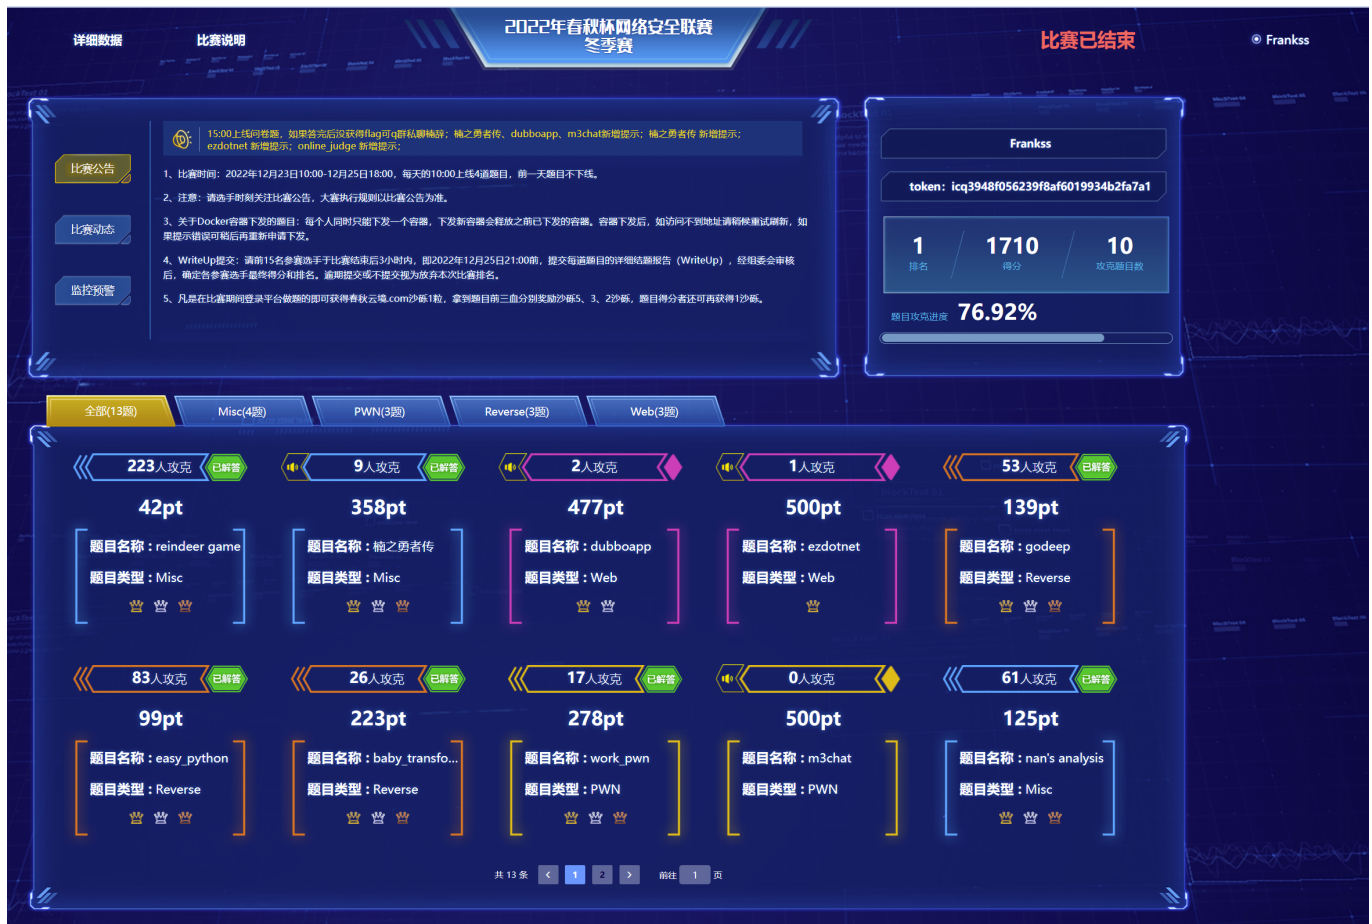 详细数据
比赛说明
2022年春秋杯网络安全联赛
冬季赛
比赛已结束
Frankss
比赛公告
比赛动态
监控预警
15:00上线问卷题，如果答完后没获得flag可q群私聊楠辞；楠之勇者传、dubboapp、m3chat新增提示；楠之勇者传 新增提示；
ezdotnet 新增提示；online_judge 新增提示；
1、比赛时间：2022年12月23日10:00-12月25日18:00，每天的10:00上线4道题目，前一天题目不下线。
2、注意：请选手时刻关注比赛公告，大赛执行规则以比赛公告为准。
3、关于Docker容器下发的题目：每个人同时只能下发一个容器，下发新容器会释放之前已下发的容器。容器下发后，如访问不到地址请稍候重试刷新，如
果提示错误可稍后再重新申请下发。
4、WriteUp提交：请前15名参赛选手于比赛结束后3小时内，即2022年12月25日21:00前，提交每道题目的详细结题报告（WriteUp），经组委会审核
后，确定各参赛选手最终得分和排名。逾期提交或不提交视为放弃本次比赛排名。
5、凡是在比赛期间登录平台做题的即可获得春秋云境.com沙砾1粒，拿到题目前三血分别奖励沙砾5、3、2沙砾，题目得分者还可再获得1沙砾。
Frankss
token：icq3948f056239f8af6019934b2fa7a1
1 1710 10
排名 得分 攻克题目数
题目攻克进度 76.92%
全部(13题) Misc(4题) PWN(3题) Reverse(3题) Web(3题)
223人攻克 已解答 9人攻克 已解答 2人攻克 1人攻克 53人攻克 已解答
42pt 358pt 477pt 500pt 139pt
题目名称：reindeer game 题目名称：楠之勇者传 题目名称：dubboapp 题目名称：ezdotnet 题目名称：godeep
题目类型：Misc 题目类型：Misc 题目类型：Web 题目类型：Web 题目类型：Reverse
83人攻克 已解答 26人攻克 已解答 17人攻克 已解答 0人攻克 61人攻克 已解答
99pt 223pt 278pt 500pt 125pt
题目名称：easy_python 题目名称：baby_transfo... 题目名称：work_pwn 题目名称：m3chat 题目名称：nan's analysis
题目类型：Reverse 题目类型：Reverse 题目类型：PWN 题目类型：PWN 题目类型：Misc
共 13 条 < 1 2 > 前往 1 页